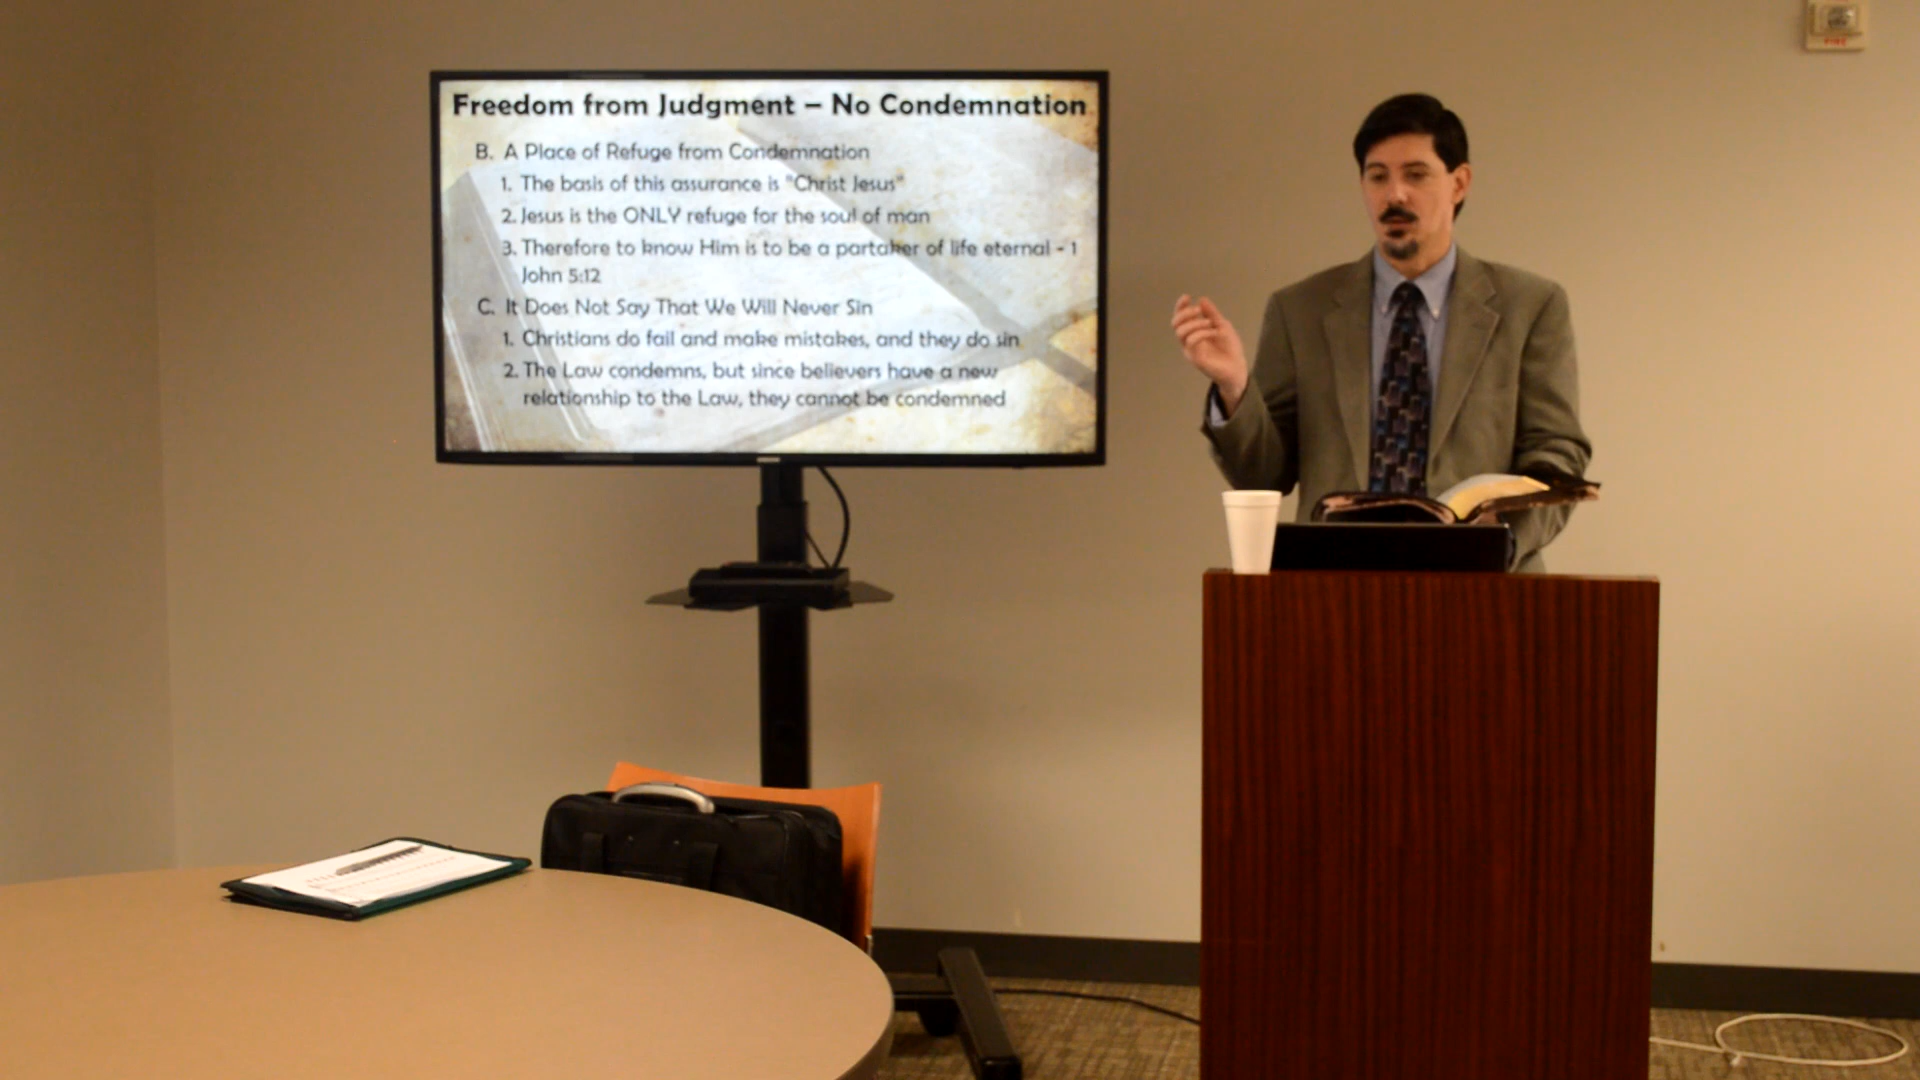 Freedom from Judgment – No Condemnation
B. A Place of Refuge from Condemnation
1. The basis of this assurance is "Christ Jesus"
2. Jesus is the ONLY refuge for the soul of man
3. Therefore to know Him is to be a partaker of life eternal - 1
John 5:12
C. It Does Not Say That We Will Never Sin
1. Christians do fail and make mistakes, and they do sin
2. The Law condemns, but since believers have a new
relationship to the Law, they cannot be condemned
FIRE